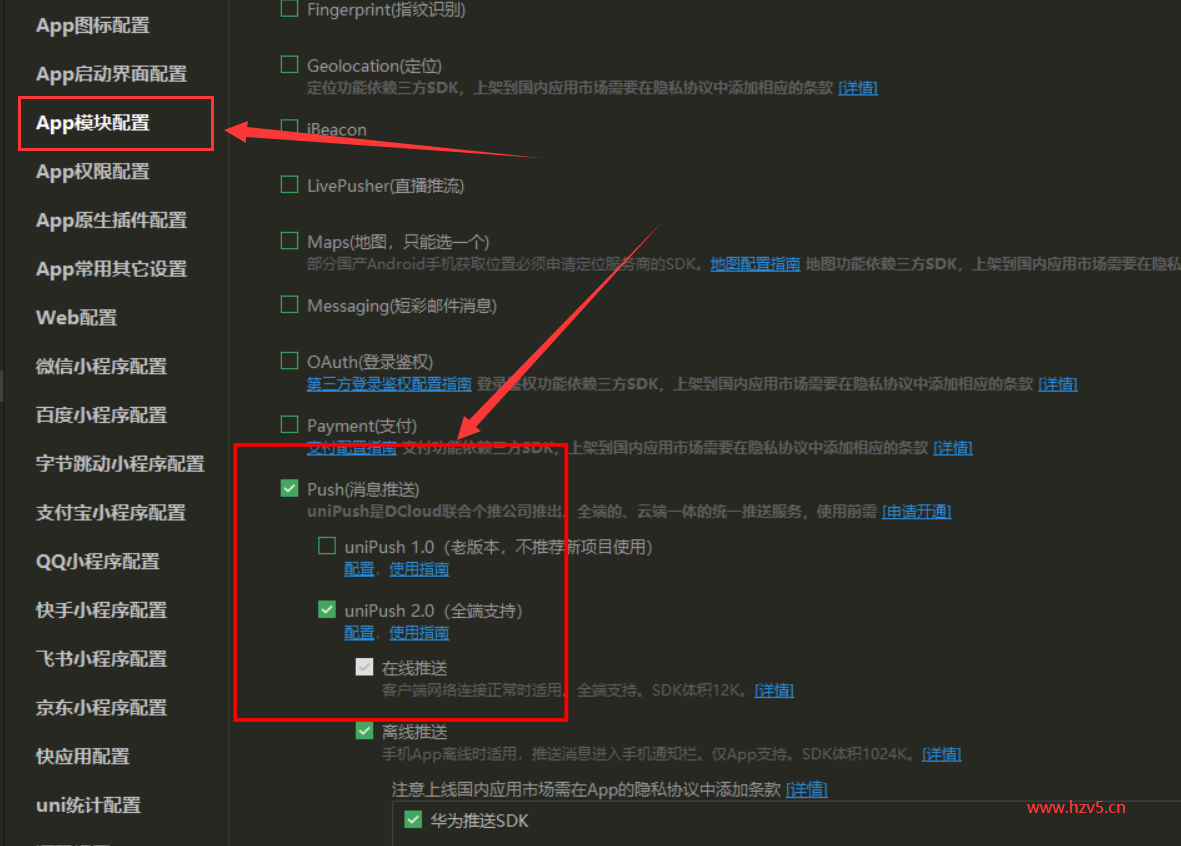 App图标配置
App启动界面配置
App模块配置
App权限配置
App原生插件配置
App常用其它设置
Web配置
微信小程序配置
百度小程序配置
字节跳动小程序配置
支付宝小程序配置
QQ小程序配置
快手小程序配置
飞书小程序配置
京东小程序配置
快应用配置
uni统计配置
Fingerprint(指纹识别)
Geolocation(定位)
定位功能依赖三方SDK，上架到国内应用市场需要在隐私协议中添加相应的条款 [详情]
iBeacon
LivePusher(直播推流)
Maps(地图，只能选一个)
部分国产Android手机获取位置必须申请定位服务商的SDK。地图配置指南 地图功能依赖三方SDK，上架到国内应用市场需要在隐私
Messaging(短彩邮件消息)
OAuth(登录鉴权)
第三方登录鉴权配置指南 登录鉴权功能依赖三方SDK，上架到国内应用市场需要在隐私协议中添加相应的条款 [详情]
Payment(支付)
支付配置指南 支付功能依赖三方SDK，上架到国内应用市场需要在隐私协议中添加相应的条款 [详情]
Push(消息推送)
uniPush是DCloud联合个推公司推出，全端的、云端一体的统一推送服务，使用前需 [申请开通]
uniPush 1.0（老版本，不推荐新项目使用）
配置，使用指南
uniPush 2.0（全端支持）
配置，使用指南
在线推送
客户端网络连接正常时适用。全端支持。SDK体积12K。[详情]
离线推送
手机App离线时适用，推送消息进入手机通知栏。仅App支持。SDK体积1024K。[详情]
注意上线国内应用市场需在App的隐私协议中添加条款 [详情]
www.hzv5.cn
华为推送SDK